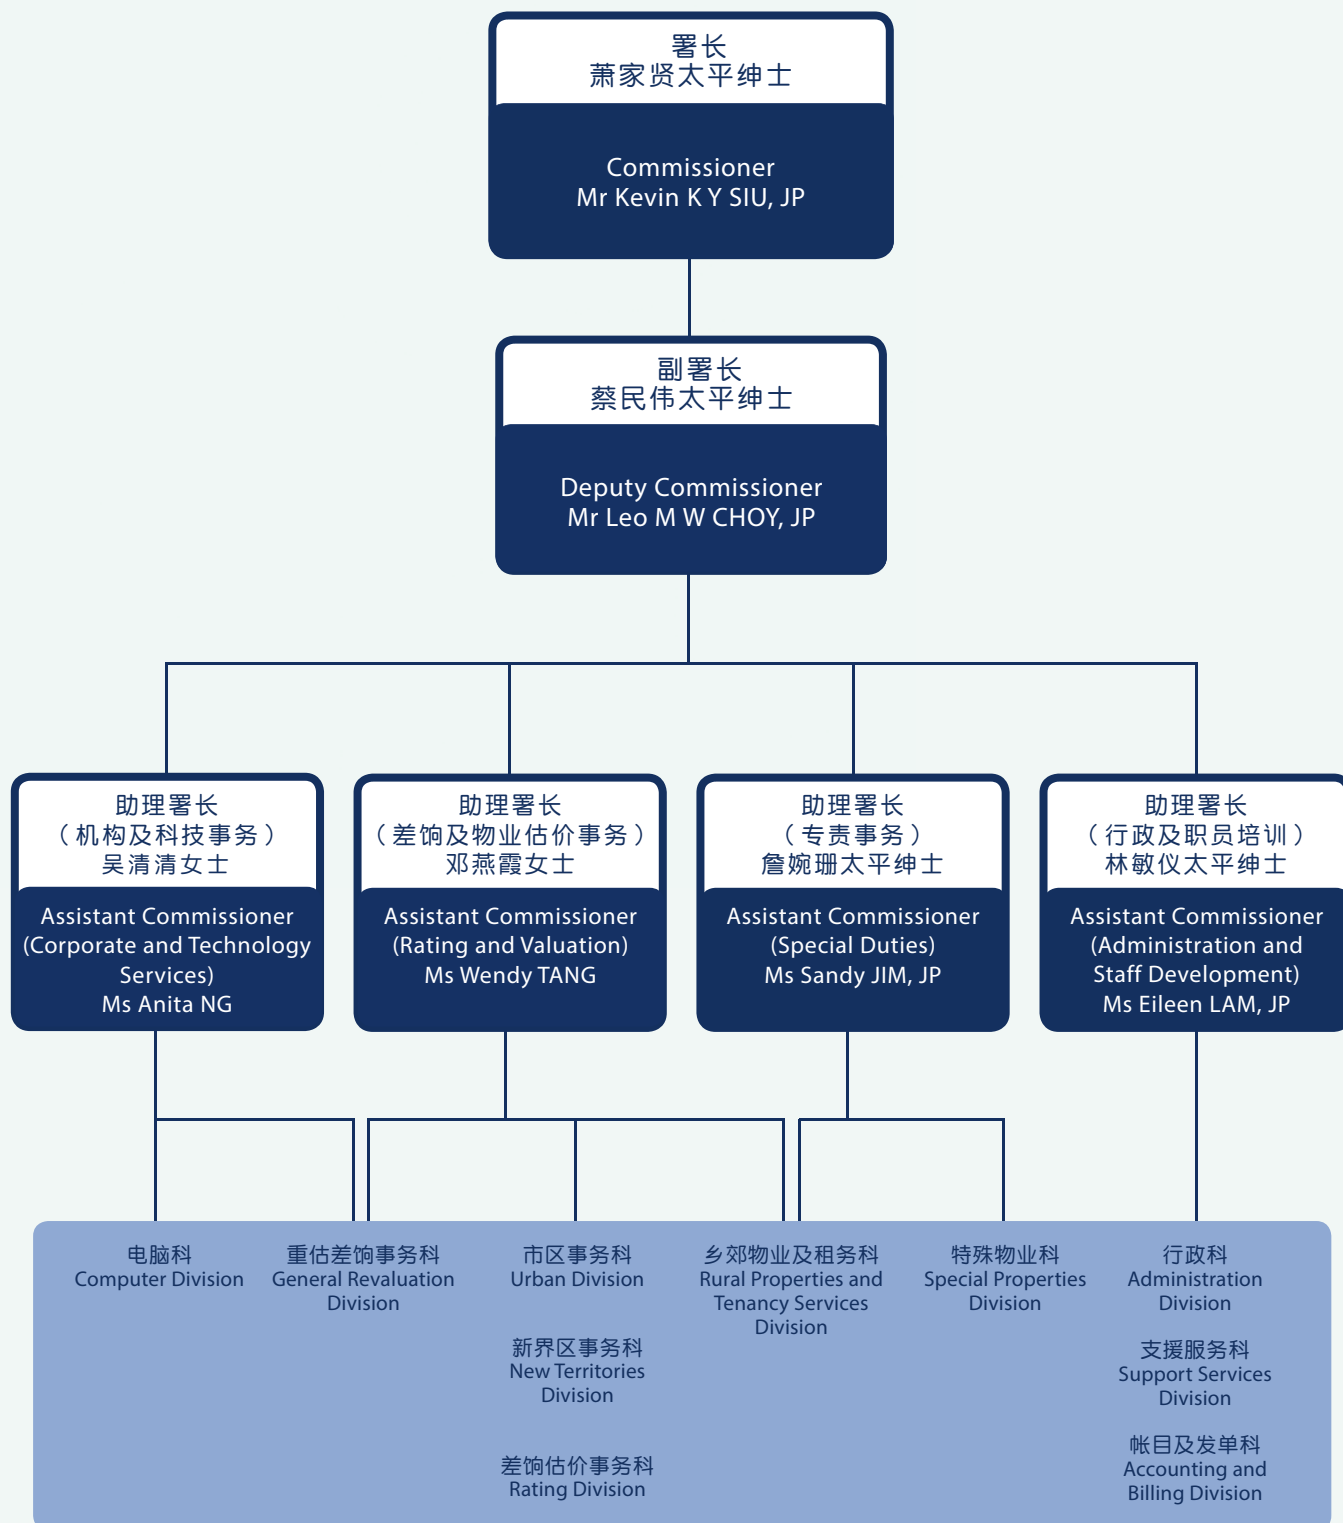 署长
萧家贤太平绅士
Commissioner
Mr Kevin K Y SIU, JP
副署长
蔡民伟太平绅士
Deputy Commissioner
Mr Leo M W CHOY, JP
助理署长
（机构及科技事务）
吴清清女士
Assistant Commissioner
(Corporate and Technology
Services)
Ms Anita NG
助理署长
（差饷及物业估价事务）
邓燕霞女士
Assistant Commissioner
(Rating and Valuation)
Ms Wendy TANG
助理署长
（专责事务）
詹婉珊太平绅士
Assistant Commissioner
(Special Duties)
Ms Sandy JIM, JP
助理署长
（行政及职员培训）
林敏仪太平绅士
Assistant Commissioner
(Administration and
Staff Development)
Ms Eileen LAM, JP
电脑科
Computer Division
重估差饷事务科
General Revaluation
Division
市区事务科
Urban Division
新界区事务科
New Territories
Division
差饷估价事务科
Rating Division
乡郊物业及租务科
Rural Properties and
Tenancy Services
Division
特殊物业科
Special Properties
Division
行政科
Administration
Division
支援服务科
Support Services
Division
帐目及发单科
Accounting and
Billing Division